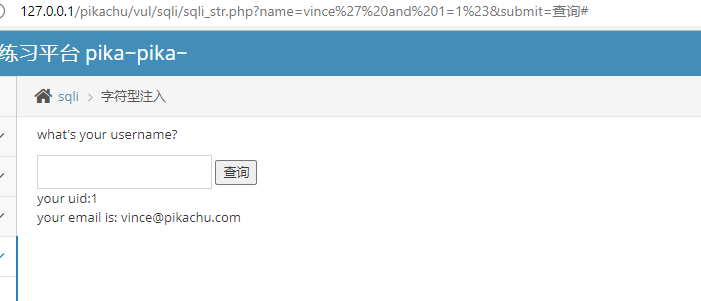 127.0.0.1/pikachu/vul/sqli/sqli_str.php?name=vince%27%20and%201=1%23&submit=查询#
练习平台 pika~pika~
sqli > 字符型注入
what's your username?
查询
your uid:1
your email is: vince@pikachu.com